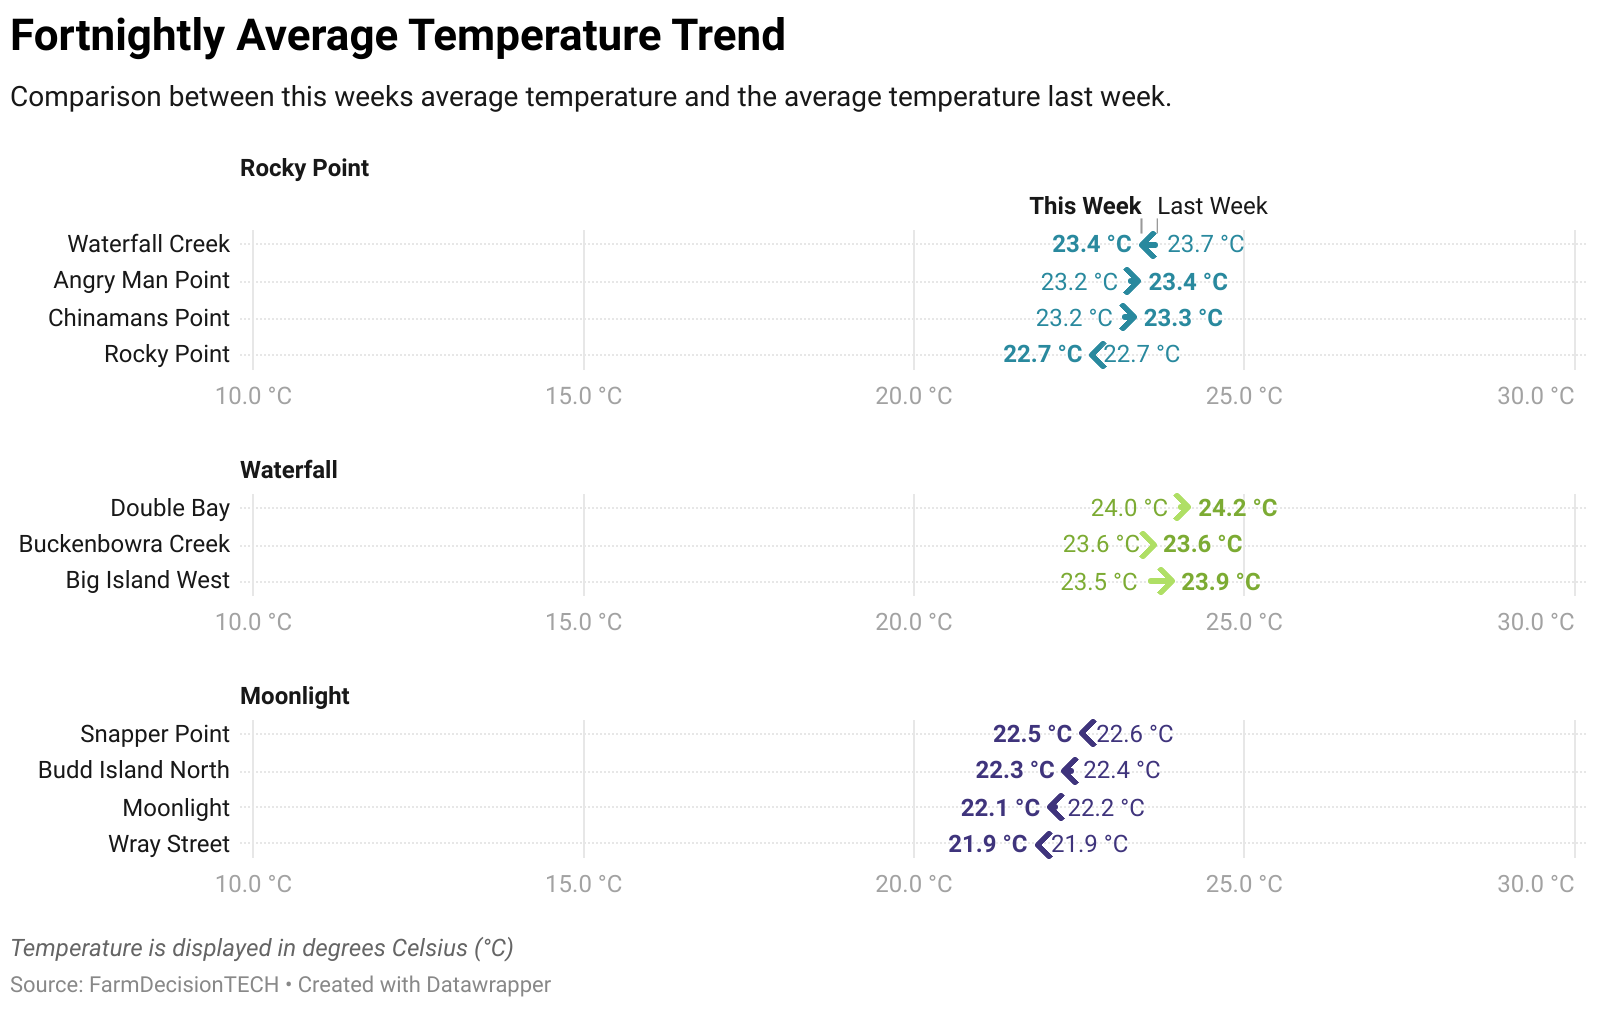 Fortnightly Average Temperature Trend
Comparison between this weeks average temperature and the average temperature last week.
Rocky Point
This Week Last Week
Waterfall Creek 23.4 °C 23.7 °C
Angry Man Point 23.2 °C 23.4 °C
Chinamans Point 23.2 °C 23.3 °C
Rocky Point 22.7 °C 22.7 °C
10.0 °C 15.0 °C 20.0 °C 25.0 °C 30.0 °C
Waterfall
Double Bay 24.0 °C 24.2 °C
Buckenbowra Creek 23.6 °C 23.6 °C
Big Island West 23.5 °C 23.9 °C
10.0 °C 15.0 °C 20.0 °C 25.0 °C 30.0 °C
Moonlight
Snapper Point 22.5 °C 22.6 °C
Budd Island North 22.3 °C 22.4 °C
Moonlight 22.1 °C 22.2 °C
Wray Street 21.9 °C 21.9 °C
10.0 °C 15.0 °C 20.0 °C 25.0 °C 30.0 °C
Temperature is displayed in degrees Celsius (°C)
Source: FarmDecisionTECH • Created with Datawrapper